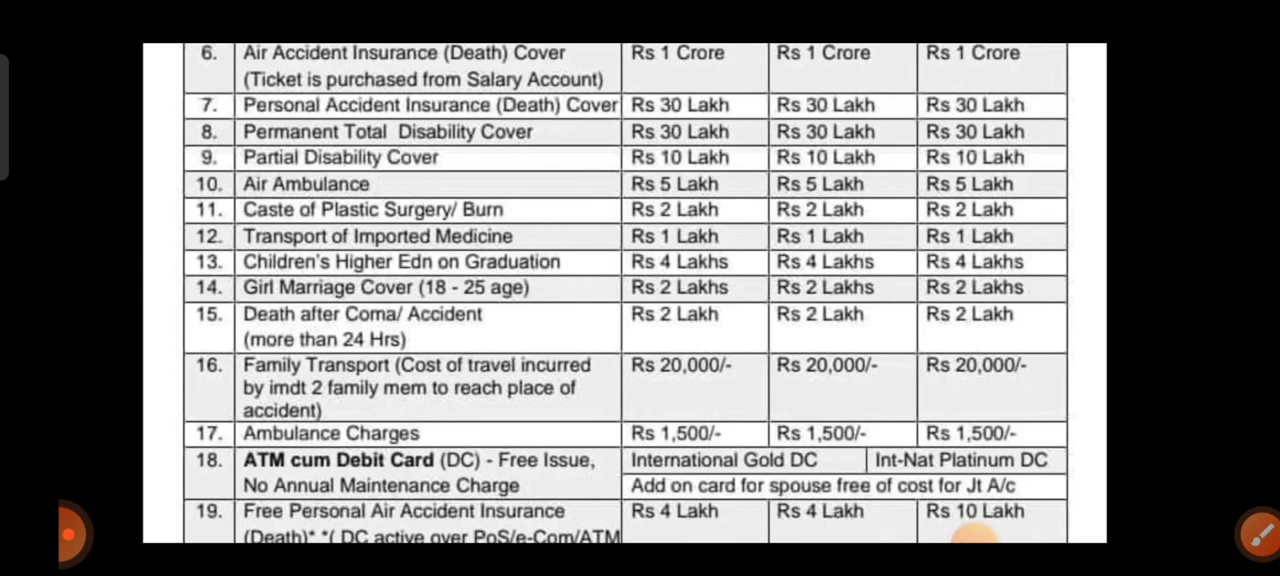 6. Air Accident Insurance (Death) Cover Rs 1 Crore Rs 1 Crore Rs 1 Crore
(Ticket is purchased from Salary Account)
7. Personal Accident Insurance (Death) Cover Rs 30 Lakh Rs 30 Lakh Rs 30 Lakh
8. Permanent Total Disability Cover Rs 30 Lakh Rs 30 Lakh Rs 30 Lakh
9. Partial Disability Cover Rs 10 Lakh Rs 10 Lakh Rs 10 Lakh
10. Air Ambulance Rs 5 Lakh Rs 5 Lakh Rs 5 Lakh
11. Caste of Plastic Surgery/ Burn Rs 2 Lakh Rs 2 Lakh Rs 2 Lakh
12. Transport of Imported Medicine Rs 1 Lakh Rs 1 Lakh Rs 1 Lakh
13. Children's Higher Edn on Graduation Rs 4 Lakhs Rs 4 Lakhs Rs 4 Lakhs
14. Girl Marriage Cover (18 - 25 age) Rs 2 Lakhs Rs 2 Lakhs Rs 2 Lakhs
15. Death after Coma/ Accident Rs 2 Lakh Rs 2 Lakh Rs 2 Lakh
(more than 24 Hrs)
16. Family Transport (Cost of travel incurred Rs 20,000/- Rs 20,000/- Rs 20,000/-
by imdt 2 family mem to reach place of
accident)
17. Ambulance Charges Rs 1,500/- Rs 1,500/- Rs 1,500/-
18. ATM cum Debit Card (DC) - Free Issue, International Gold DC Int-Nat Platinum DC
No Annual Maintenance Charge Add on card for spouse free of cost for Jt A/c
19. Free Personal Air Accident Insurance Rs 4 Lakh Rs 4 Lakh Rs 10 Lakh
(Death)* *( DC active over PoS/e-Com/ATM